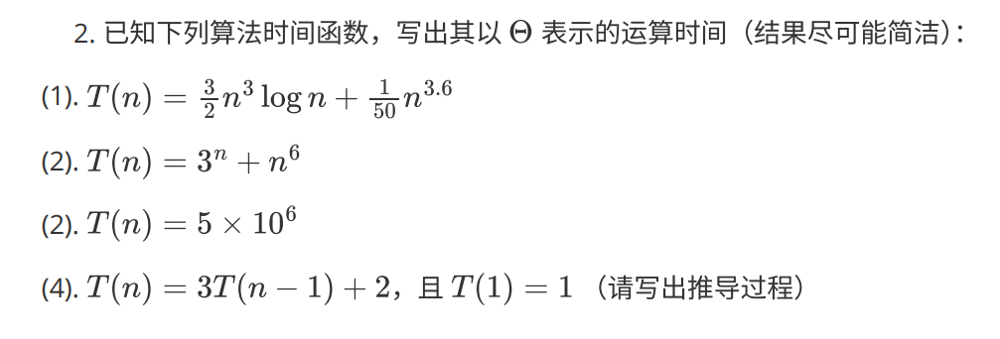 2. 已知下列算法时间函数，写出其以 Θ 表示的运算时间（结果尽可能简洁）：
(1). T(n) = \frac{3}{2}n^3 \log n + \frac{1}{50}n^{3.6}
(2). T(n) = 3^n + n^6
(2). T(n) = 5 × 10^6
(4). T(n) = 3T(n − 1) + 2，且 T(1) = 1 （请写出推导过程）